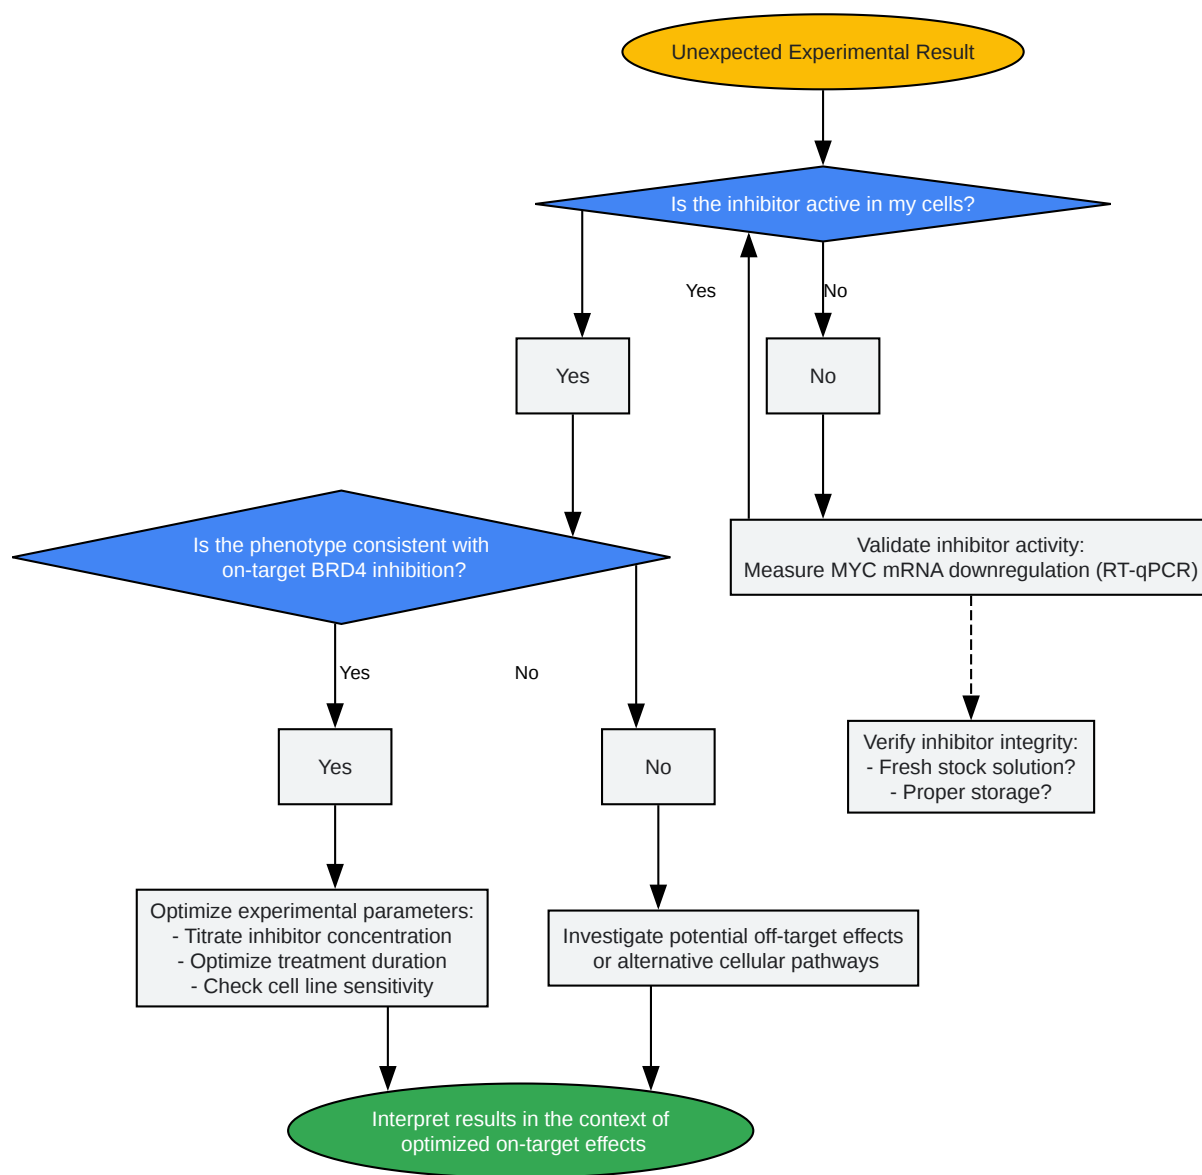 Unexpected Experimental Result
Is the inhibitor active in my cells?
Yes
No
Yes
No
Is the phenotype consistent with
on-target BRD4 inhibition?
Validate inhibitor activity:
Measure MYC mRNA downregulation (RT-qPCR)
Yes
No
Yes
No
Verify inhibitor integrity:
- Fresh stock solution?
- Proper storage?
Optimize experimental parameters:
- Titrate inhibitor concentration
- Optimize treatment duration
- Check cell line sensitivity
Investigate potential off-target effects
or alternative cellular pathways
Interpret results in the context of
optimized on-target effects